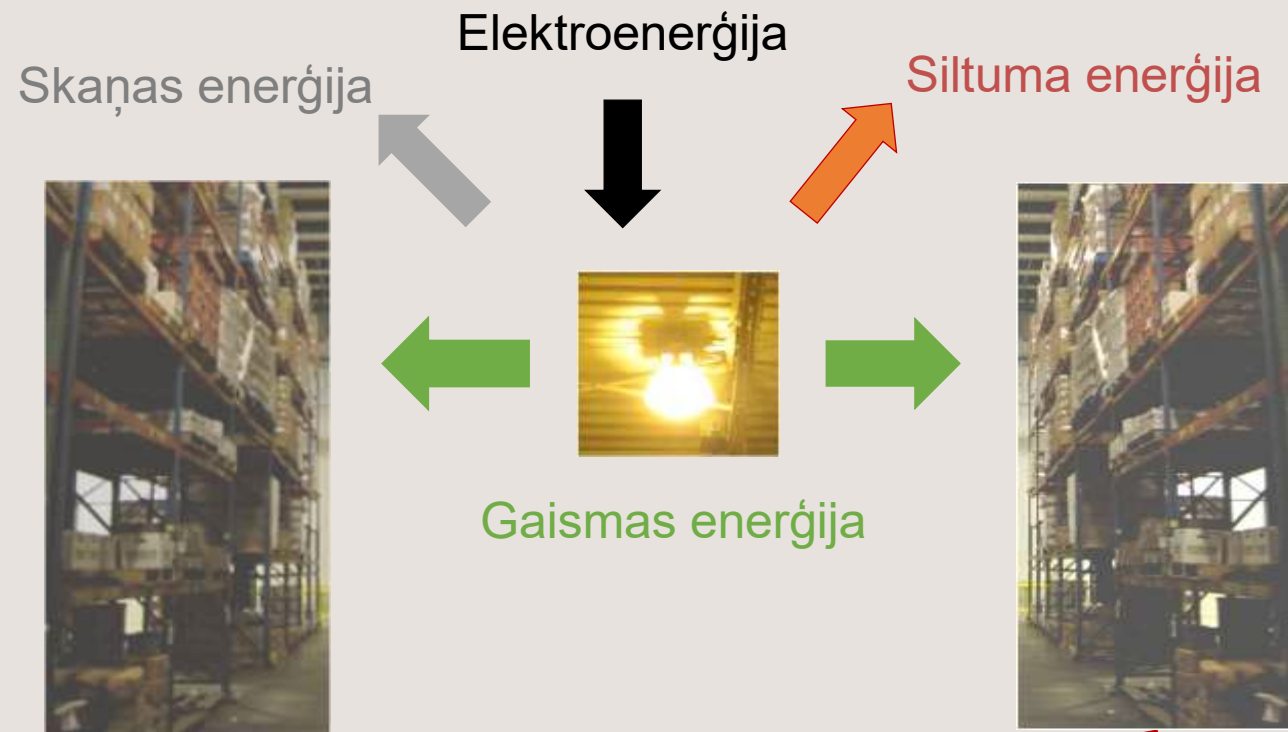 Elektroenerģija
Skaņas enerģija
Siltuma enerģija
Gaismas enerģija